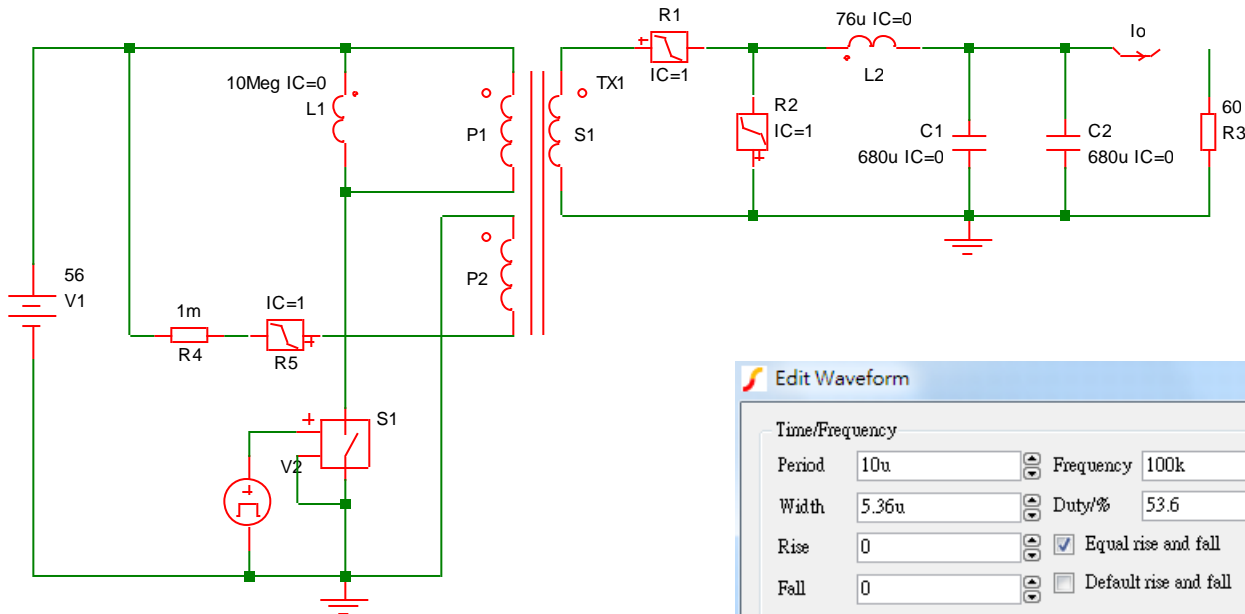 R1
IC=1
76u IC=0
L2
Io
10Meg IC=0
L1
P1
TX1
S1
R2
IC=1
C1
680u IC=0
C2
680u IC=0
60
R3
P2
56
V1
1m
R4
IC=1
R5
S1
V2
Edit Waveform
Time/Frequency
Period 10u Frequency 100k
Width 5.36u Duty/% 53.6
Rise 0 Equal rise and fall
Fall 0 Default rise and fall